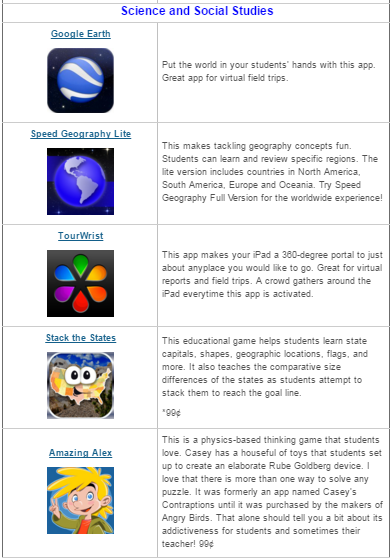 Science and Social Studies
Google Earth
Put the world in your students' hands with this app.
Great app for virtual field trips.
Speed Geography Lite
This makes tackling geography concepts fun.
Students can learn and review specific regions. The
lite version includes countries in North America,
South America, Europe and Oceania. Try Speed
Geography Full Version for the worldwide experience!
TourWrist
This app makes your iPad a 360-degree portal to just
about anyplace you would like to go. Great for virtual
reports and field trips. A crowd gathers around the
iPad everytime this app is activated.
Stack the States
This educational game helps students learn state
capitals, shapes, geographic locations, flags, and
more. It also teaches the comparative size
differences of the states as students attempt to
stack them to reach the goal line.
*99¢
Amazing Alex
This is a physics-based thinking game that students
love. Casey has a houseful of toys that students set
up to create an elaborate Rube Goldberg device. I
love that there is more than one way to solve any
puzzle. It was formerly an app named Casey's
Contraptions until it was purchased by the makers of
Angry Birds. That alone should tell you a bit about its
addictiveness for students and sometimes their
teacher! 99¢